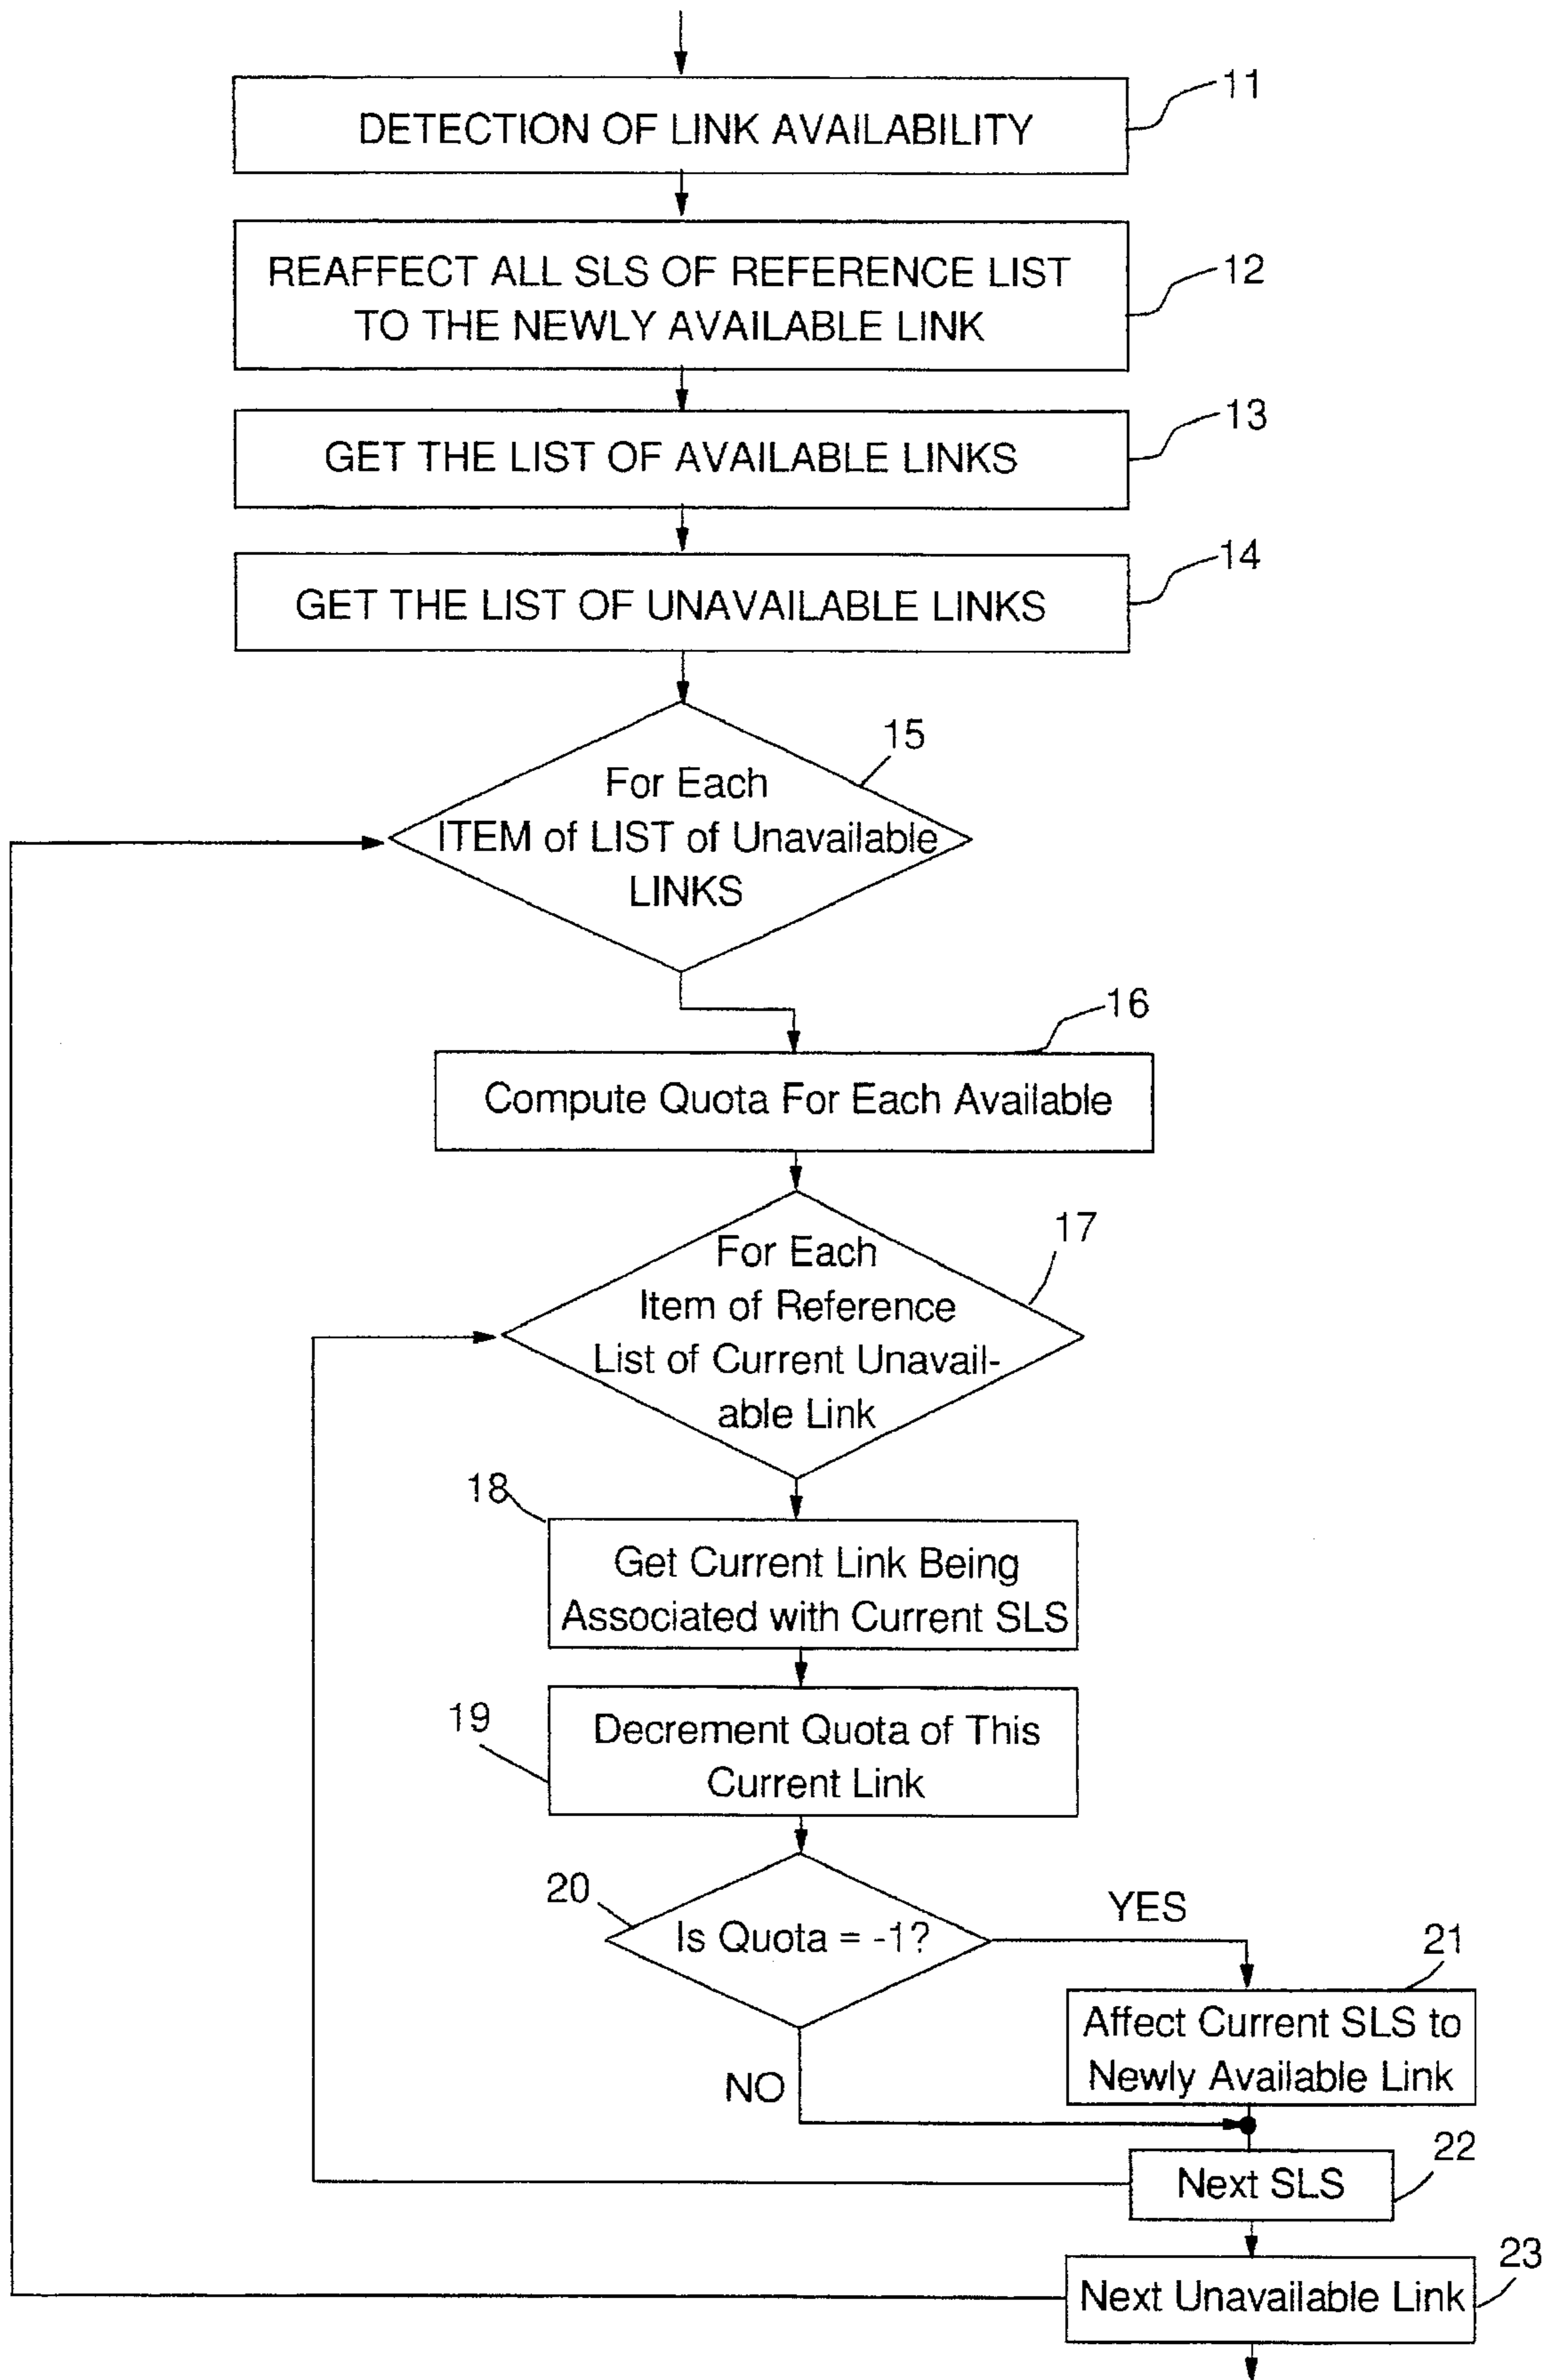 11
DETECTION OF LINK AVAILABILITY
REAFFECT ALL SLS OF REFERENCE LIST
TO THE NEWLY AVAILABLE LINK
12
13
GET THE LIST OF AVAILABLE LINKS
14
GET THE LIST OF UNAVAILABLE LINKS
15
For Each
ITEM of LIST of Unavailable
LINKS
16
Compute Quota For Each Available
17
For Each
Item of Reference
List of Current Unavail-
able Link
18
Get Current Link Being
Associated with Current SLS
19
Decrement Quota of This
Current Link
20
Is Quota = -1?
YES
21
Affect Current SLS to
Newly Available Link
NO
22
Next SLS
23
Next Unavailable Link